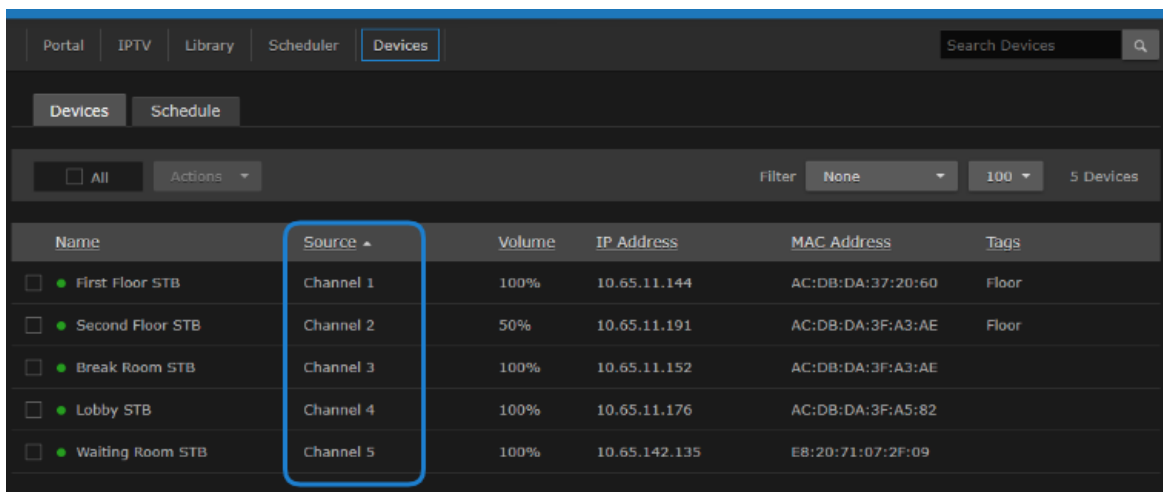 Portal IPTV Library Scheduler Devices Search Devices
Devices Schedule
All Actions Filter None 100 5 Devices
Name Source Volume IP Address MAC Address Tags
First Floor STB Channel 1 100% 10.65.11.144 AC:DB:DA:37:20:60 Floor
Second Floor STB Channel 2 50% 10.65.11.191 AC:DB:DA:3F:A3:AE Floor
Break Room STB Channel 3 100% 10.65.11.152 AC:DB:DA:3F:A3:AE
Lobby STB Channel 4 100% 10.65.11.176 AC:DB:DA:3F:A5:82
Waiting Room STB Channel 5 100% 10.65.142.135 E8:20:71:07:2F:09